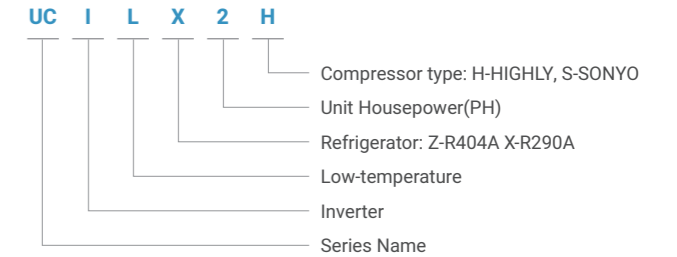 UC I L X 2 H
Compressor type: H-HIGHLY, S-SONYO
Unit Housepower(PH)
Refrigerator: Z-R404A X-R290A
Low-temperature
Inverter
Series Name